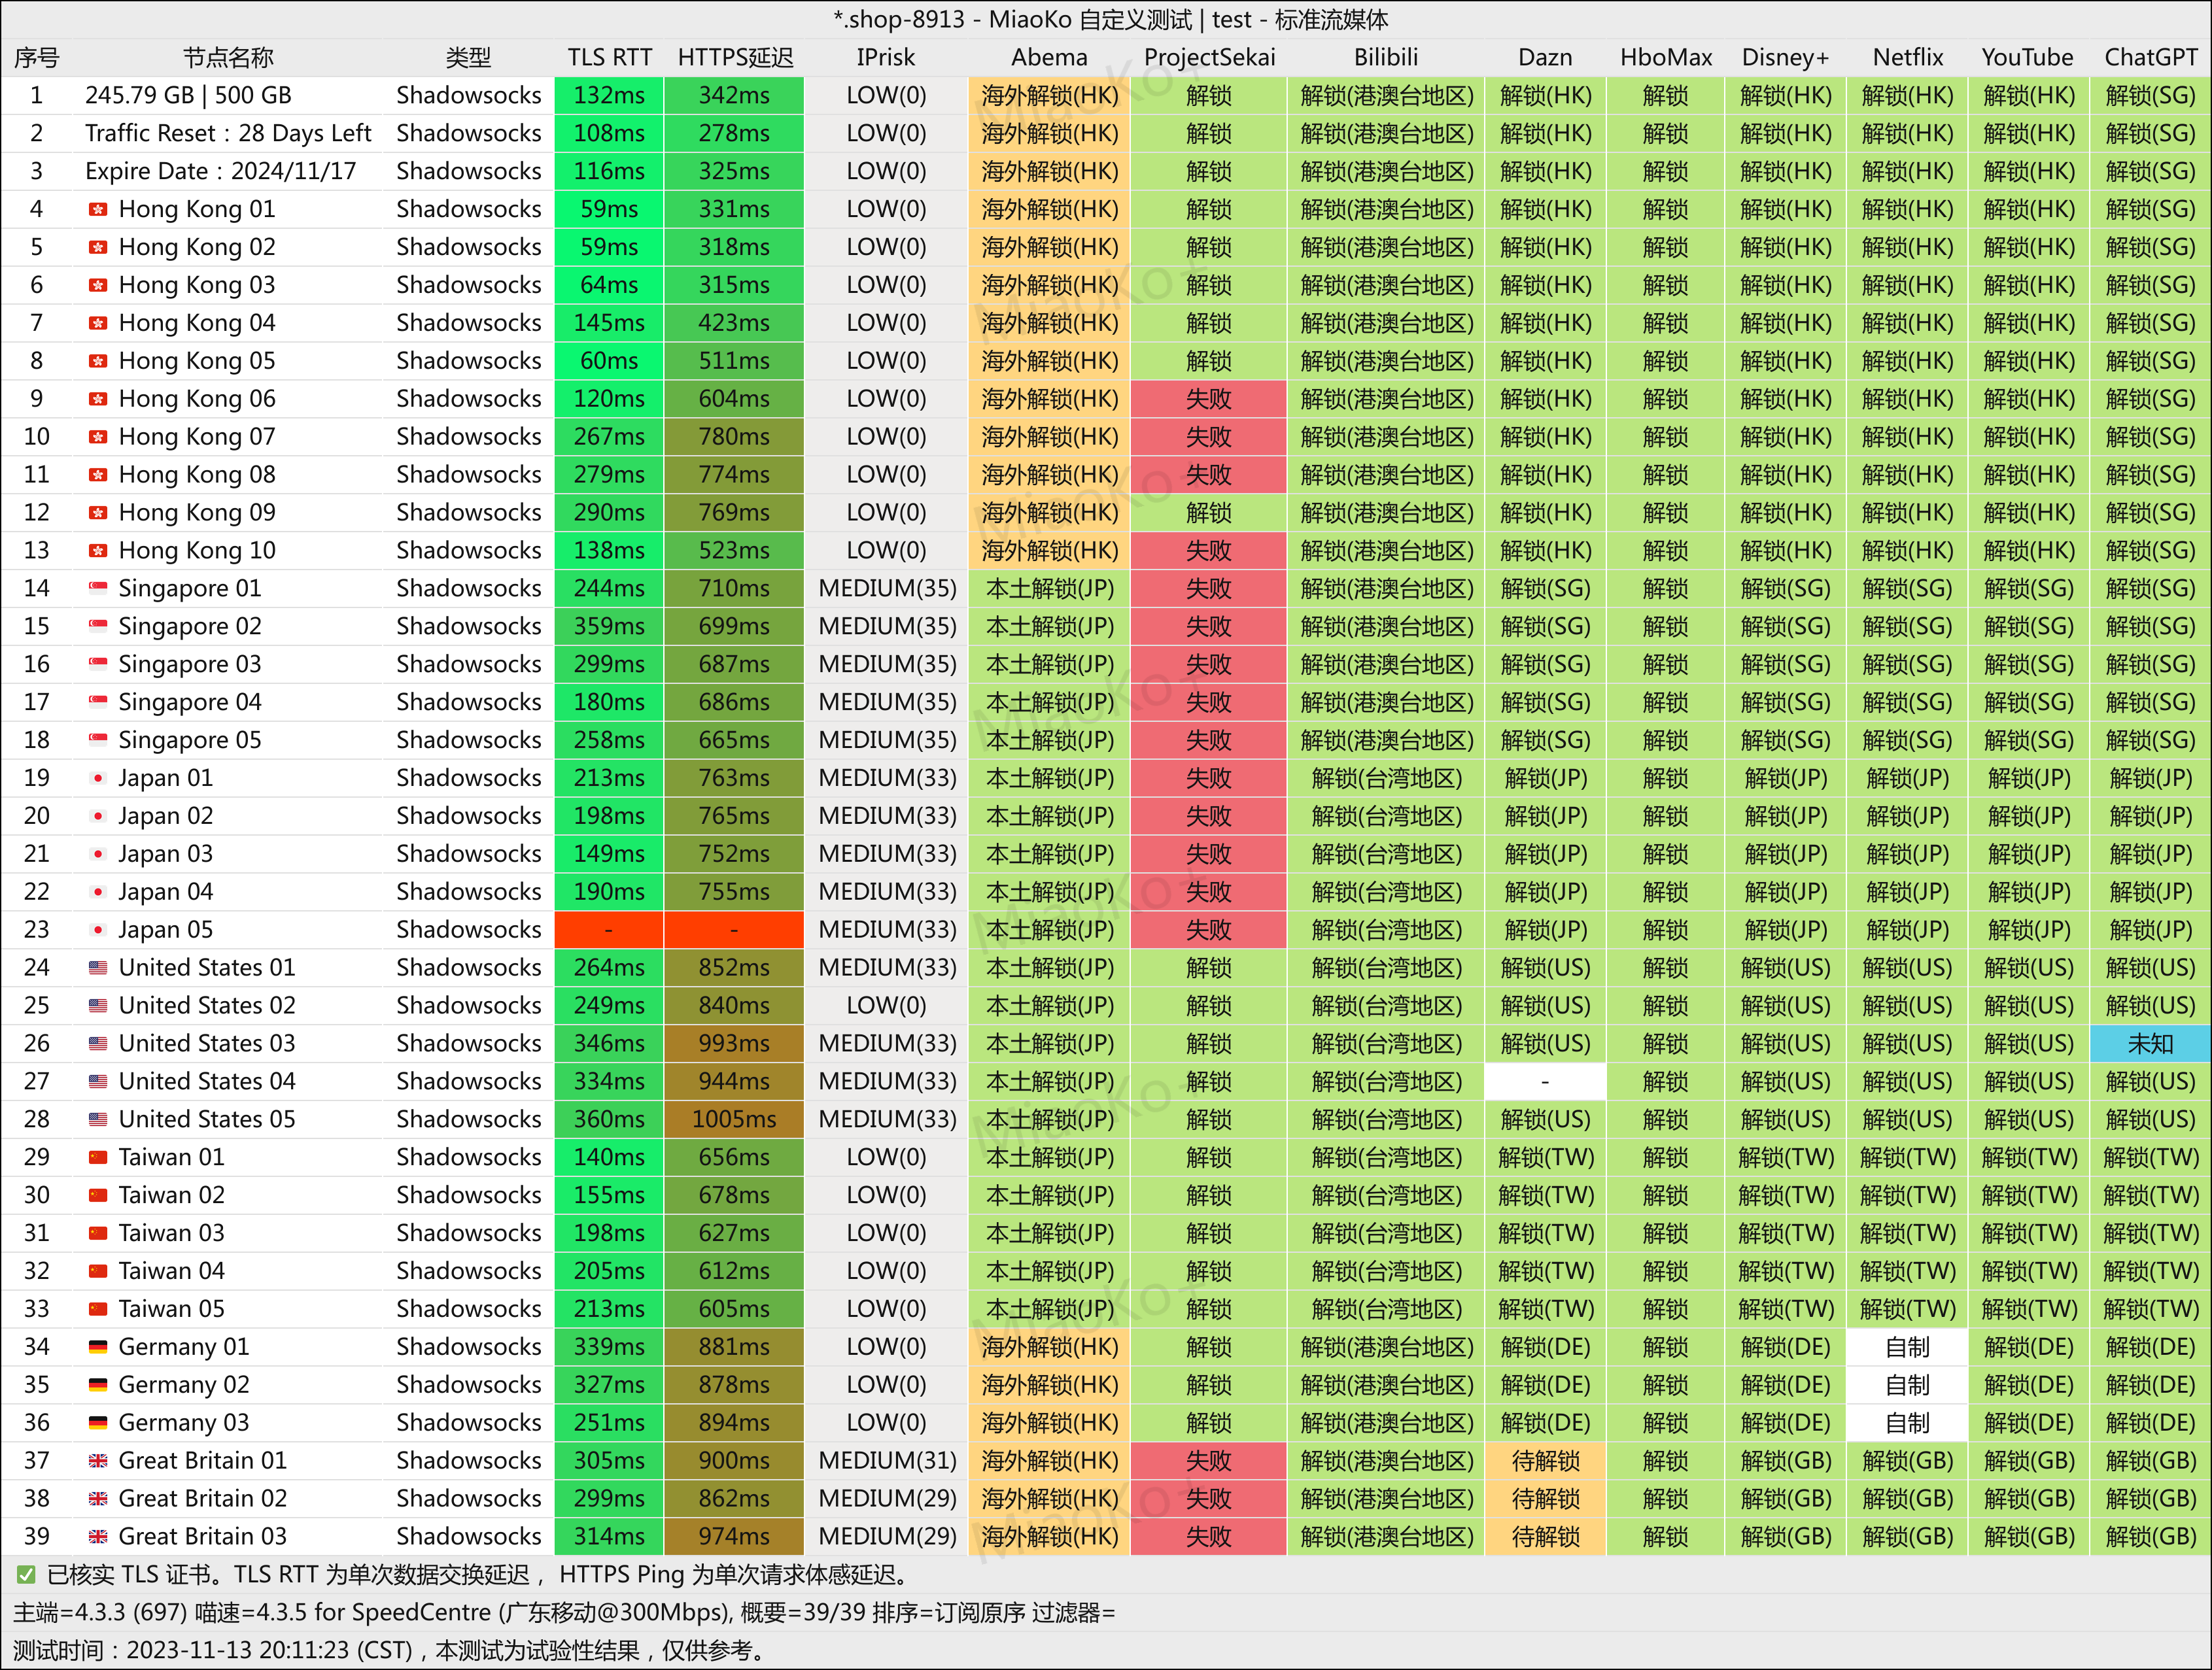 *.shop-8913 - MiaoKo 自定义测试 | test - 标准流媒体
序号 节点名称 类型 TLS RTT HTTPS延迟 IPrisk Abema ProjectSekai Bilibili Dazn HboMax Disney+ Netflix YouTube ChatGPT
1 245.79 GB | 500 GB Shadowsocks 132ms 342ms LOW(0) 海外解锁(HK) 解锁 解锁(港澳台地区) 解锁(HK) 解锁 解锁(HK) 解锁(HK) 解锁(HK) 解锁(SG)
2 Traffic Reset：28 Days Left Shadowsocks 108ms 278ms LOW(0) 海外解锁(HK) 解锁 解锁(港澳台地区) 解锁(HK) 解锁 解锁(HK) 解锁(HK) 解锁(HK) 解锁(SG)
3 Expire Date：2024/11/17 Shadowsocks 116ms 325ms LOW(0) 海外解锁(HK) 解锁 解锁(港澳台地区) 解锁(HK) 解锁 解锁(HK) 解锁(HK) 解锁(HK) 解锁(SG)
4 Hong Kong 01 Shadowsocks 59ms 331ms LOW(0) 海外解锁(HK) 解锁 解锁(港澳台地区) 解锁(HK) 解锁 解锁(HK) 解锁(HK) 解锁(HK) 解锁(SG)
5 Hong Kong 02 Shadowsocks 59ms 318ms LOW(0) 海外解锁(HK) 解锁 解锁(港澳台地区) 解锁(HK) 解锁 解锁(HK) 解锁(HK) 解锁(HK) 解锁(SG)
6 Hong Kong 03 Shadowsocks 64ms 315ms LOW(0) 海外解锁(HK) 解锁 解锁(港澳台地区) 解锁(HK) 解锁 解锁(HK) 解锁(HK) 解锁(HK) 解锁(SG)
7 Hong Kong 04 Shadowsocks 145ms 423ms LOW(0) 海外解锁(HK) 解锁 解锁(港澳台地区) 解锁(HK) 解锁 解锁(HK) 解锁(HK) 解锁(HK) 解锁(SG)
8 Hong Kong 05 Shadowsocks 60ms 511ms LOW(0) 海外解锁(HK) 解锁 解锁(港澳台地区) 解锁(HK) 解锁 解锁(HK) 解锁(HK) 解锁(HK) 解锁(SG)
9 Hong Kong 06 Shadowsocks 120ms 604ms LOW(0) 海外解锁(HK) 失败 解锁(港澳台地区) 解锁(HK) 解锁 解锁(HK) 解锁(HK) 解锁(HK) 解锁(SG)
10 Hong Kong 07 Shadowsocks 267ms 780ms LOW(0) 海外解锁(HK) 失败 解锁(港澳台地区) 解锁(HK) 解锁 解锁(HK) 解锁(HK) 解锁(HK) 解锁(SG)
11 Hong Kong 08 Shadowsocks 279ms 774ms LOW(0) 海外解锁(HK) 失败 解锁(港澳台地区) 解锁(HK) 解锁 解锁(HK) 解锁(HK) 解锁(HK) 解锁(SG)
12 Hong Kong 09 Shadowsocks 290ms 769ms LOW(0) 海外解锁(HK) 解锁 解锁(港澳台地区) 解锁(HK) 解锁 解锁(HK) 解锁(HK) 解锁(HK) 解锁(SG)
13 Hong Kong 10 Shadowsocks 138ms 523ms LOW(0) 海外解锁(HK) 失败 解锁(港澳台地区) 解锁(HK) 解锁 解锁(HK) 解锁(HK) 解锁(HK) 解锁(SG)
14 Singapore 01 Shadowsocks 244ms 710ms MEDIUM(35) 本土解锁(JP) 失败 解锁(港澳台地区) 解锁(SG) 解锁 解锁(SG) 解锁(SG) 解锁(SG) 解锁(SG)
15 Singapore 02 Shadowsocks 359ms 699ms MEDIUM(35) 本土解锁(JP) 失败 解锁(港澳台地区) 解锁(SG) 解锁 解锁(SG) 解锁(SG) 解锁(SG) 解锁(SG)
16 Singapore 03 Shadowsocks 299ms 687ms MEDIUM(35) 本土解锁(JP) 失败 解锁(港澳台地区) 解锁(SG) 解锁 解锁(SG) 解锁(SG) 解锁(SG) 解锁(SG)
17 Singapore 04 Shadowsocks 180ms 686ms MEDIUM(35) 本土解锁(JP) 失败 解锁(港澳台地区) 解锁(SG) 解锁 解锁(SG) 解锁(SG) 解锁(SG) 解锁(SG)
18 Singapore 05 Shadowsocks 258ms 665ms MEDIUM(35) 本土解锁(JP) 失败 解锁(港澳台地区) 解锁(SG) 解锁 解锁(SG) 解锁(SG) 解锁(SG) 解锁(SG)
19 Japan 01 Shadowsocks 213ms 763ms MEDIUM(33) 本土解锁(JP) 失败 解锁(台湾地区) 解锁(JP) 解锁 解锁(JP) 解锁(JP) 解锁(JP) 解锁(JP)
20 Japan 02 Shadowsocks 198ms 765ms MEDIUM(33) 本土解锁(JP) 失败 解锁(台湾地区) 解锁(JP) 解锁 解锁(JP) 解锁(JP) 解锁(JP) 解锁(JP)
21 Japan 03 Shadowsocks 149ms 752ms MEDIUM(33) 本土解锁(JP) 失败 解锁(台湾地区) 解锁(JP) 解锁 解锁(JP) 解锁(JP) 解锁(JP) 解锁(JP)
22 Japan 04 Shadowsocks 190ms 755ms MEDIUM(33) 本土解锁(JP) 失败 解锁(台湾地区) 解锁(JP) 解锁 解锁(JP) 解锁(JP) 解锁(JP) 解锁(JP)
23 Japan 05 Shadowsocks - - MEDIUM(33) 本土解锁(JP) 失败 解锁(台湾地区) 解锁(JP) 解锁 解锁(JP) 解锁(JP) 解锁(JP) 解锁(JP)
24 United States 01 Shadowsocks 264ms 852ms MEDIUM(33) 本土解锁(JP) 解锁 解锁(台湾地区) 解锁(US) 解锁 解锁(US) 解锁(US) 解锁(US) 解锁(US)
25 United States 02 Shadowsocks 249ms 840ms LOW(0) 本土解锁(JP) 解锁 解锁(台湾地区) 解锁(US) 解锁 解锁(US) 解锁(US) 解锁(US) 解锁(US)
26 United States 03 Shadowsocks 346ms 993ms MEDIUM(33) 本土解锁(JP) 解锁 解锁(台湾地区) 解锁(US) 解锁 解锁(US) 解锁(US) 解锁(US) 未知
27 United States 04 Shadowsocks 334ms 944ms MEDIUM(33) 本土解锁(JP) 解锁 解锁(台湾地区) - 解锁 解锁(US) 解锁(US) 解锁(US) 解锁(US)
28 United States 05 Shadowsocks 360ms 1005ms MEDIUM(33) 本土解锁(JP) 解锁 解锁(台湾地区) 解锁(US) 解锁 解锁(US) 解锁(US) 解锁(US) 解锁(US)
29 Taiwan 01 Shadowsocks 140ms 656ms LOW(0) 本土解锁(JP) 解锁 解锁(台湾地区) 解锁(TW) 解锁 解锁(TW) 解锁(TW) 解锁(TW) 解锁(TW)
30 Taiwan 02 Shadowsocks 155ms 678ms LOW(0) 本土解锁(JP) 解锁 解锁(台湾地区) 解锁(TW) 解锁 解锁(TW) 解锁(TW) 解锁(TW) 解锁(TW)
31 Taiwan 03 Shadowsocks 198ms 627ms LOW(0) 本土解锁(JP) 解锁 解锁(台湾地区) 解锁(TW) 解锁 解锁(TW) 解锁(TW) 解锁(TW) 解锁(TW)
32 Taiwan 04 Shadowsocks 205ms 612ms LOW(0) 本土解锁(JP) 解锁 解锁(台湾地区) 解锁(TW) 解锁 解锁(TW) 解锁(TW) 解锁(TW) 解锁(TW)
33 Taiwan 05 Shadowsocks 213ms 605ms LOW(0) 本土解锁(JP) 解锁 解锁(台湾地区) 解锁(TW) 解锁 解锁(TW) 解锁(TW) 解锁(TW) 解锁(TW)
34 Germany 01 Shadowsocks 339ms 881ms LOW(0) 海外解锁(HK) 解锁 解锁(港澳台地区) 解锁(DE) 解锁 解锁(DE) 自制 解锁(DE) 解锁(DE)
35 Germany 02 Shadowsocks 327ms 878ms LOW(0) 海外解锁(HK) 解锁 解锁(港澳台地区) 解锁(DE) 解锁 解锁(DE) 自制 解锁(DE) 解锁(DE)
36 Germany 03 Shadowsocks 251ms 894ms LOW(0) 海外解锁(HK) 解锁 解锁(港澳台地区) 解锁(DE) 解锁 解锁(DE) 自制 解锁(DE) 解锁(DE)
37 Great Britain 01 Shadowsocks 305ms 900ms MEDIUM(31) 海外解锁(HK) 失败 解锁(港澳台地区) 待解锁 解锁 解锁(GB) 解锁(GB) 解锁(GB) 解锁(GB)
38 Great Britain 02 Shadowsocks 299ms 862ms MEDIUM(29) 海外解锁(HK) 失败 解锁(港澳台地区) 待解锁 解锁 解锁(GB) 解锁(GB) 解锁(GB) 解锁(GB)
39 Great Britain 03 Shadowsocks 314ms 974ms MEDIUM(29) 海外解锁(HK) 失败 解锁(港澳台地区) 待解锁 解锁 解锁(GB) 解锁(GB) 解锁(GB) 解锁(GB)
✅ 已核实 TLS 证书。TLS RTT 为单次数据交换延迟， HTTPS Ping 为单次请求体感延迟。
主端=4.3.3 (697) 喵速=4.3.5 for SpeedCentre (广东移动@300Mbps), 概要=39/39 排序=订阅原序 过滤器=
测试时间：2023-11-13 20:11:23 (CST)，本测试为试验性结果，仅供参考。